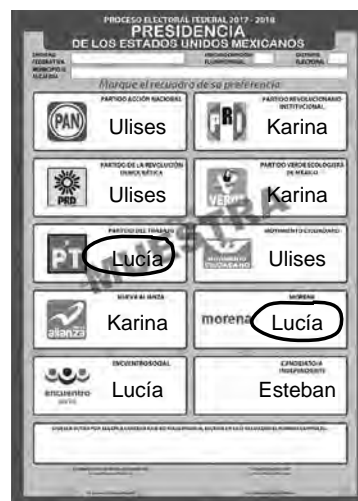 PROCESO ELECTORAL FEDERAL 2017 - 2018
PRESIDENCIA
DE LOS ESTADOS UNIDOS MEXICANOS
Marque el recuadro de su preferencia
PARTIDO ACCIÓN NACIONAL
PAN
Ulises
PARTIDO REVOLUCIONARIO
INSTITUCIONAL
PRD
Karina
PARTIDO DE LA REVOLUCIÓN
DEMOCRÁTICA
PRD
Ulises
PARTIDO VERDE ECOLOGISTA
DE MÉXICO
VERDE
Karina
PARTIDO DEL TRABAJO
PT
Lucía
MOVIMIENTO CIUDADANO
MOVIMIENTO
CIUDADANO
Ulises
NUEVA ALIANZA
alianza
Karina
MORENA
morena
Lucía
ENCUENTRO SOCIAL
encuentro
social
Lucía
CANDIDATO/A
INDEPENDIENTE
Esteban
MUESTRA